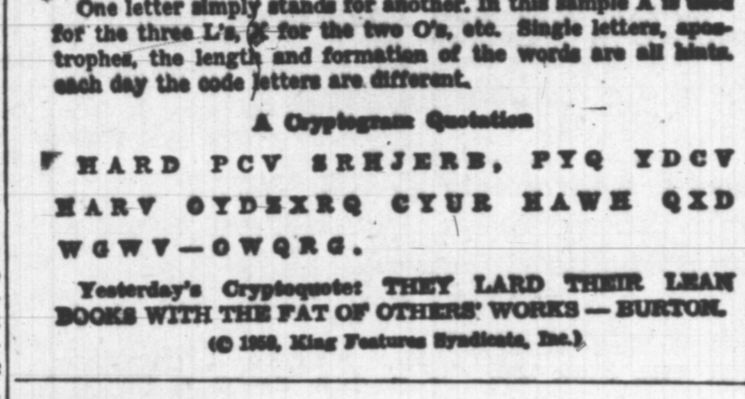 One letter simply stands for another. In this sample A is used
for the three L's, X for the two O's, etc. Single letters, apos-
trophes, the length and formation of the words are all hints.
each day the code letters are different.
A Cryptogram Quotation
HARD PCV SRHJERB, PYQ YDCV
HARV OYDSXRQ CYUR HAWH QXD
WGWV—OWQRG.
Yesterday's Cryptoquote: THEY LARD THEIR LEAN
BOOKS WITH THE FAT OF OTHERS' WORKS — BURTON.
(© 1958, King Features Syndicate, Inc.)